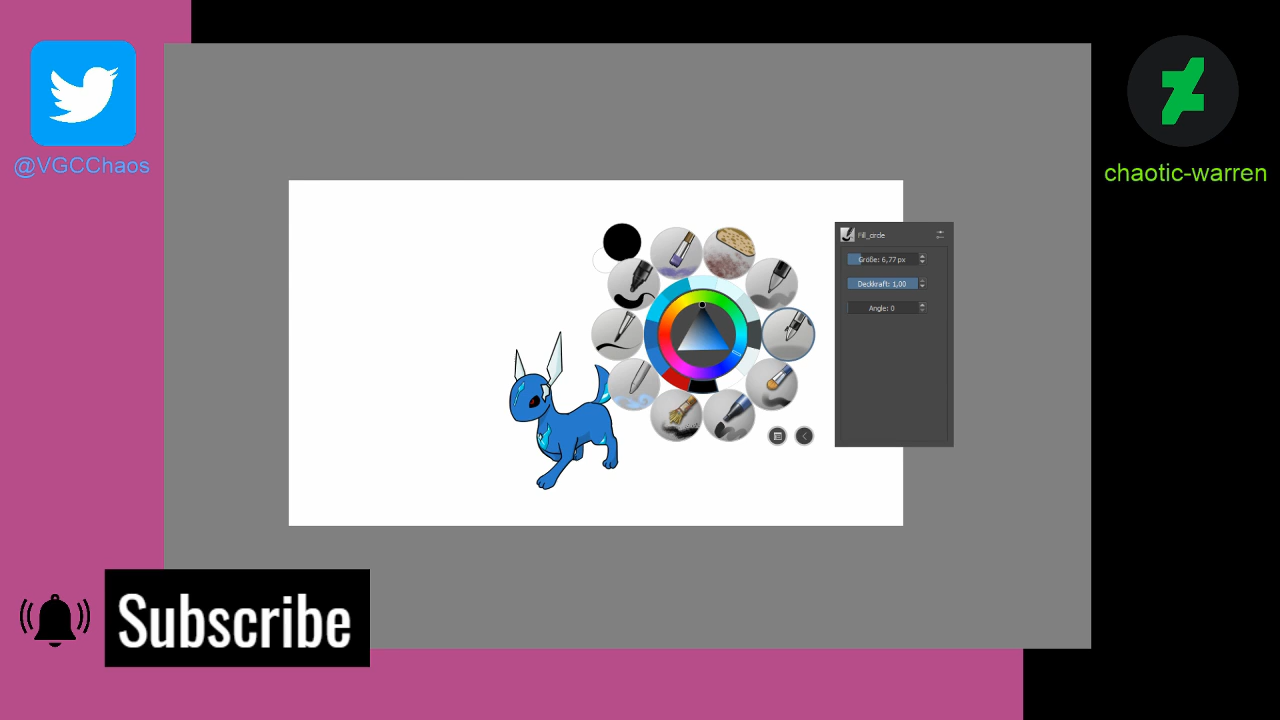 @VGCChaos
chaotic-warren
Fill_circle
Größe: 6,77 px
Deckkraft: 1,00
Angle: 0
Subscribe